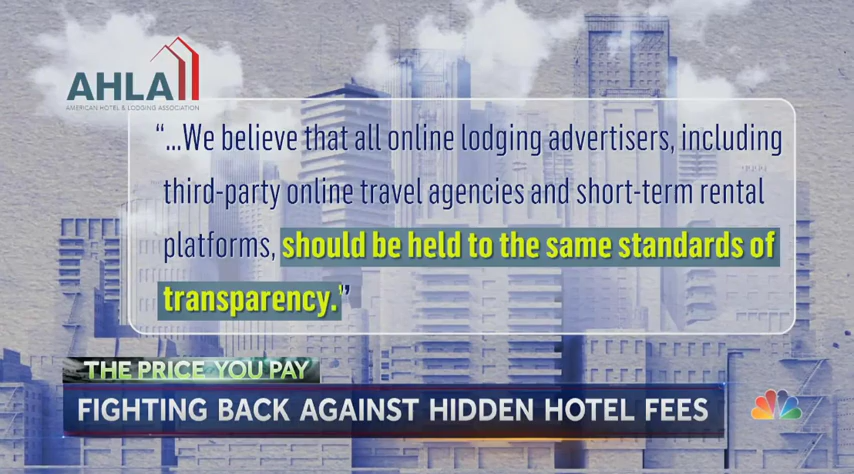 AHLA
AMERICAN HOTEL & LODGING ASSOCIATION
“...We believe that all online lodging advertisers, including
third-party online travel agencies and short-term rental
platforms, should be held to the same standards of
transparency.”
THE PRICE YOU PAY
FIGHTING BACK AGAINST HIDDEN HOTEL FEES